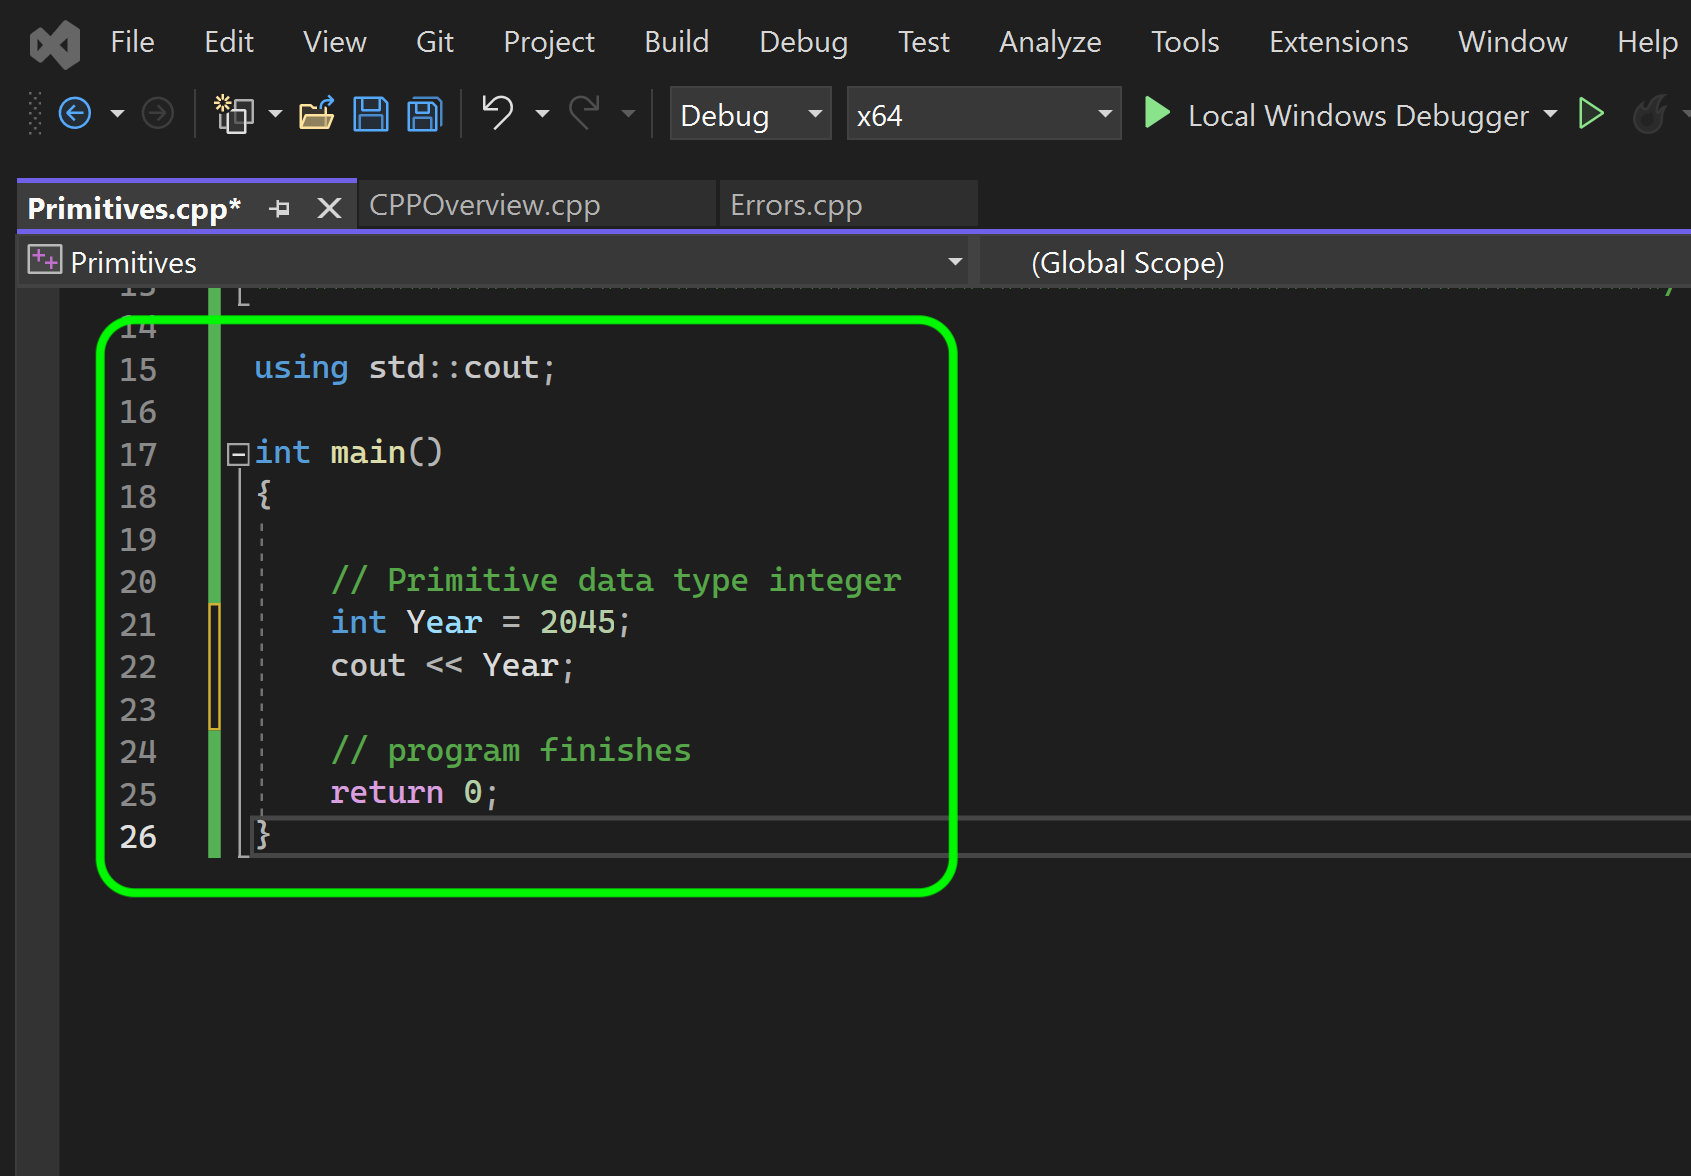 File Edit View Git Project Build Debug Test Analyze Tools Extensions Window Help
Debug x64 Local Windows Debugger
Primitives.cpp* CPPOverview.cpp Errors.cpp
Primitives (Global Scope)
13
14
15 using std::cout;
16
17 int main()
18 {
19
20 // Primitive data type integer
21 int Year = 2045;
22 cout << Year;
23
24 // program finishes
25 return 0;
26 }